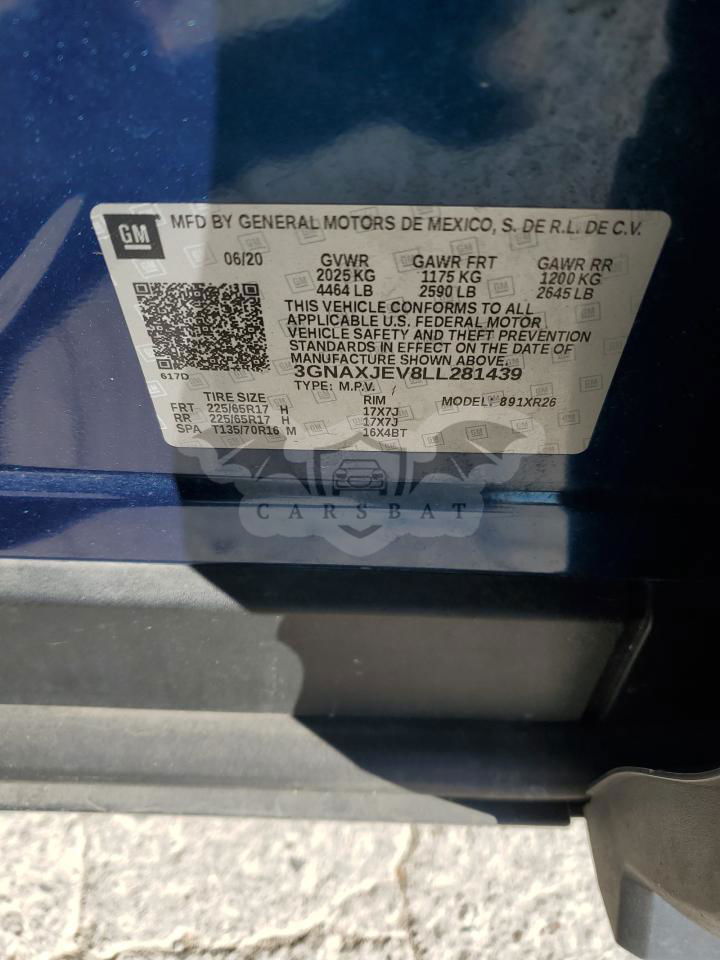 GM MFD BY GENERAL MOTORS DE MEXICO, S. DE R.L. DE C.V.
06/20 GVWR GAWR FRT GAWR RR
2025 KG 1175 KG 1200 KG
4464 LB 2590 LB 2645 LB
THIS VEHICLE CONFORMS TO ALL
APPLICABLE U.S. FEDERAL MOTOR
VEHICLE SAFETY AND THEFT PREVENTION
STANDARDS IN EFFECT ON THE DATE OF
MANUFACTURE SHOWN ABOVE.
617D 3GNAXJEV8LL281439
TYPE: M.P.V. /
TIRE SIZE RIM MODEL: 891XR26
FRT 225/65R17 H 17X7J
RR 225/65R17 H 17X7J
SPA T135/70R16 M 16X4BT
CARSBAT